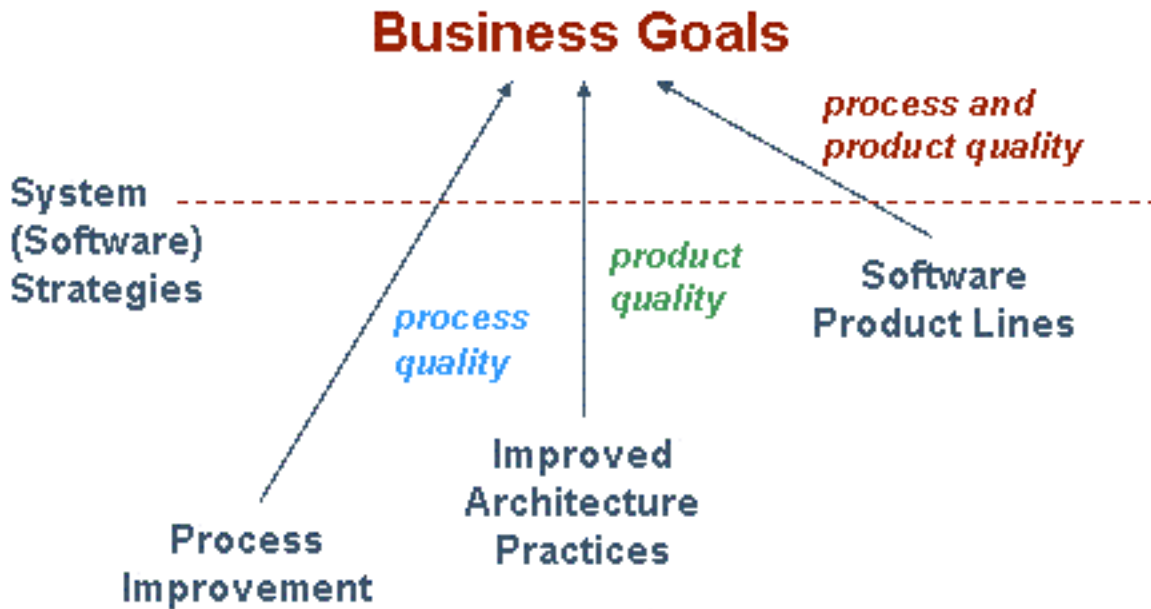 Business Goals
process and
product quality
System
(Software)
Strategies
product
quality
Software
Product Lines
process
quality
Improved
Architecture
Practices
Process
Improvement